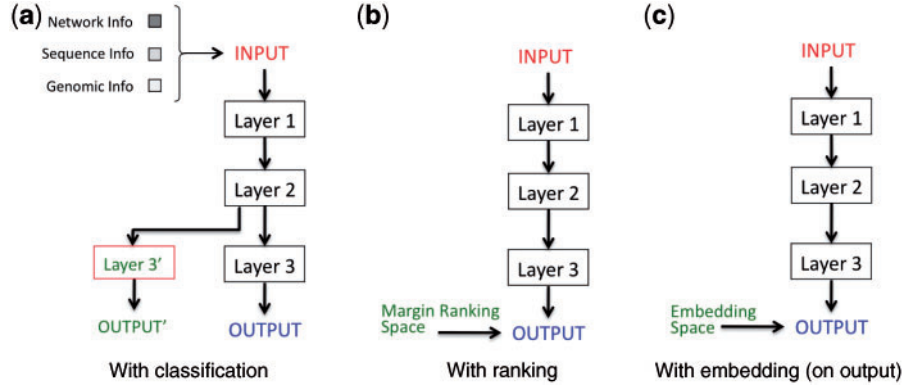 (a)
Network Info
Sequence Info
Genomic Info
INPUT
Layer 1
Layer 2
Layer 3′
Layer 3
OUTPUT′
OUTPUT
With classification
(b)
INPUT
Layer 1
Layer 2
Layer 3
Margin Ranking
Space
OUTPUT
With ranking
(c)
INPUT
Layer 1
Layer 2
Layer 3
Embedding
Space
OUTPUT
With embedding (on output)